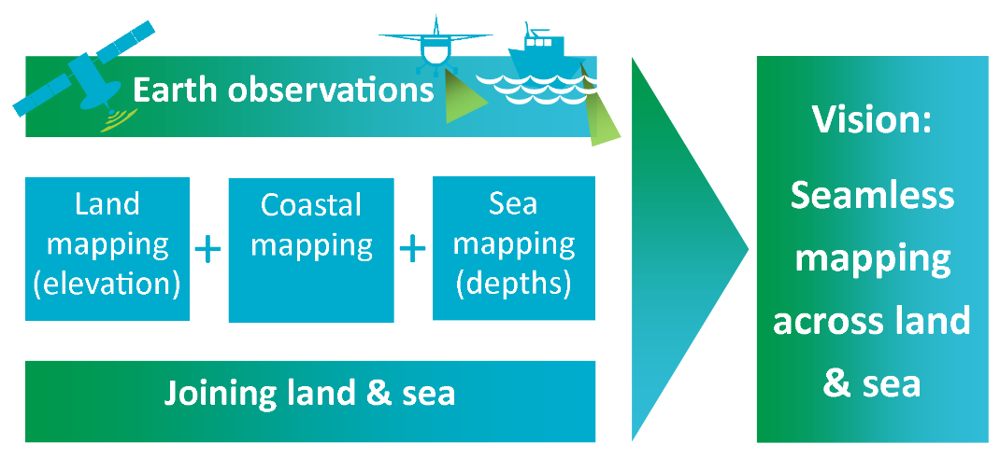 Earth observations
Land
mapping
(elevation)
+
Coastal
mapping
+
Sea
mapping
(depths)
Joining land & sea
Vision:
Seamless
mapping
across land
& sea